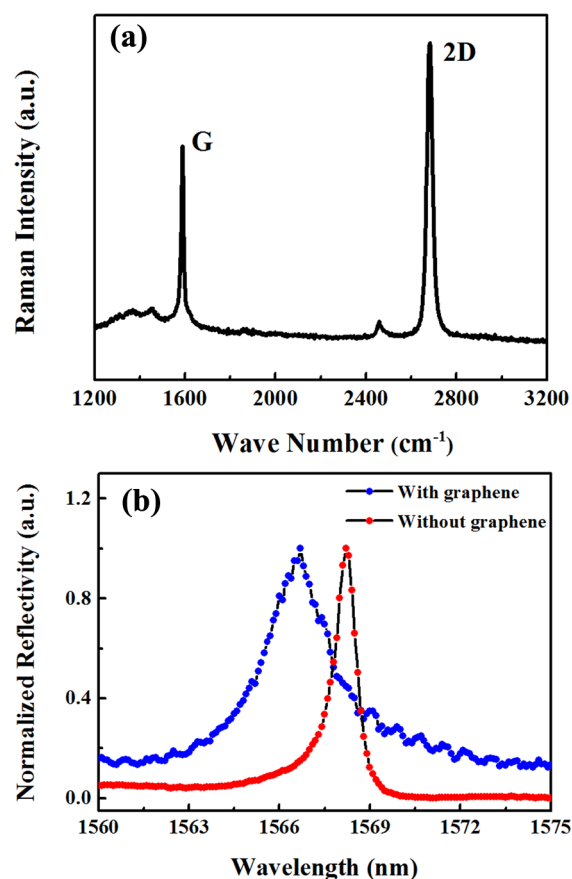 (a)
2D
G
Raman Intensity (a.u.)
1200 1600 2000 2400 2800 3200
Wave Number (cm⁻¹)
(b)
With graphene
Without graphene
1.2
0.8
0.4
0.0
Normalized Reflectivity (a.u.)
1560 1563 1566 1569 1572 1575
Wavelength (nm)